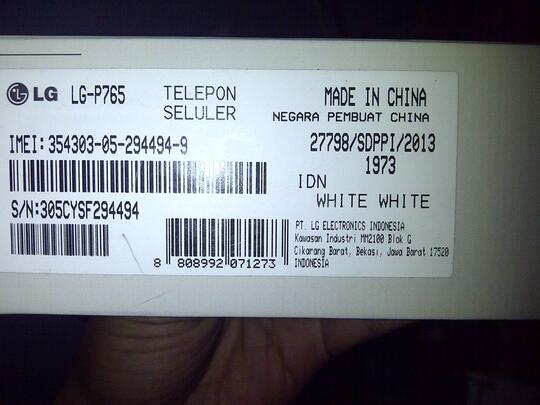 LG LG-P765 TELEPON SELULER
MADE IN CHINA
NEGARA PEMBUAT CHINA
IMEI: 354303-05-294494-9
27798/SDPPI/2013
1973
IDN
WHITE WHITE
S/N:305CYSF294494
PT. LG ELECTRONICS INDONESIA
Kawasan Industri MM2100 Blok G
Cikarang Barat, Bekasi, Jawa Barat 17520
INDONESIA
8 808992 071273